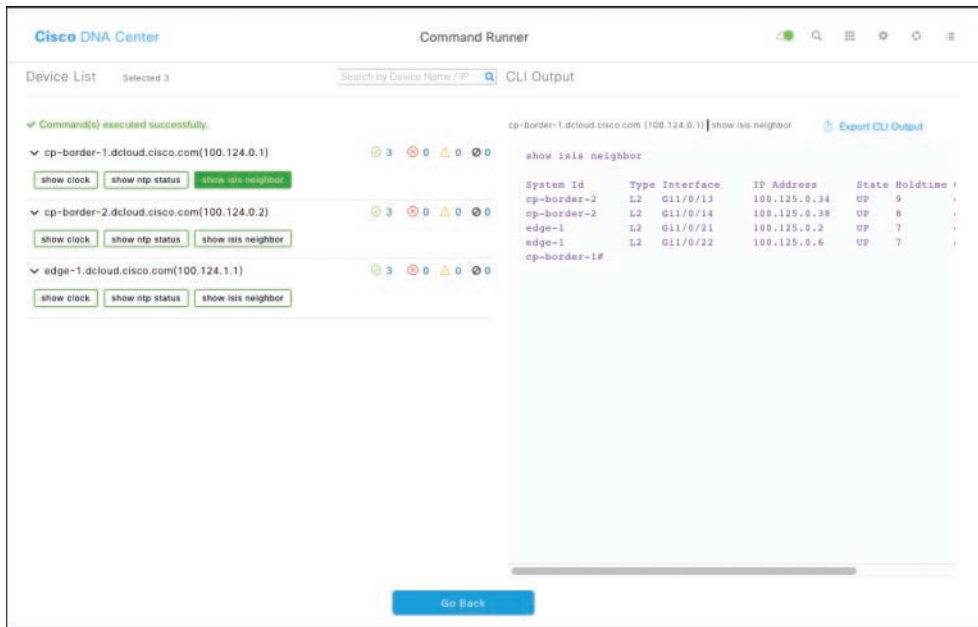 Cisco DNA Center
Command Runner
Device List Selected 3
Search by Device Name / IP
CLI Output
✔ Command(s) executed successfully.
cp-border-1.dcloud.cisco.com (100.124.0.1) | show isis neighbor
Export CLI Output
cp-border-1.dcloud.cisco.com(100.124.0.1) 3 0 0 0
show clock show ntp status show isis neighbor
cp-border-2.dcloud.cisco.com(100.124.0.2) 3 0 0 0
show clock show ntp status show isis neighbor
edge-1.dcloud.cisco.com(100.124.1.1) 3 0 0 0
show clock show ntp status show isis neighbor
show isis neighbor
System Id Type Interface IP Address State Holdtime
cp-border-2 L2 Gi1/0/13 100.125.0.34 UP 9
cp-border-2 L2 Gi1/0/14 100.125.0.38 UP 8
edge-1 L2 Gi1/0/21 100.125.0.2 UP 7
edge-1 L2 Gi1/0/22 100.125.0.6 UP 7
cp-border-1#
Go Back